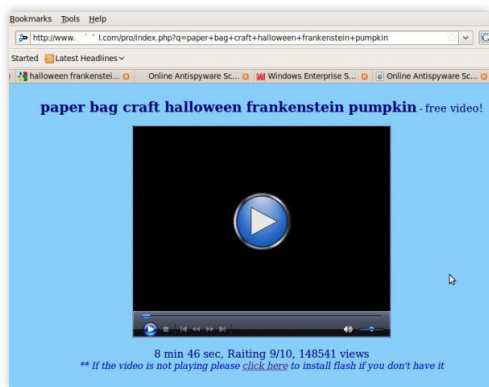 Bookmarks Tools Help
http://www. l.com/pro/index.php?q=paper+bag+craft+halloween+frankenstein+pumpkin
Started Latest Headlines
halloween frankenstei... Online Antispyware Sc... Windows Enterprise S... Online Antispyware Sc...
paper bag craft halloween frankenstein pumpkin - free video!
8 min 46 sec, Raiting 9/10, 148541 views
** If the video is not playing please click here to install flash if you don't have it